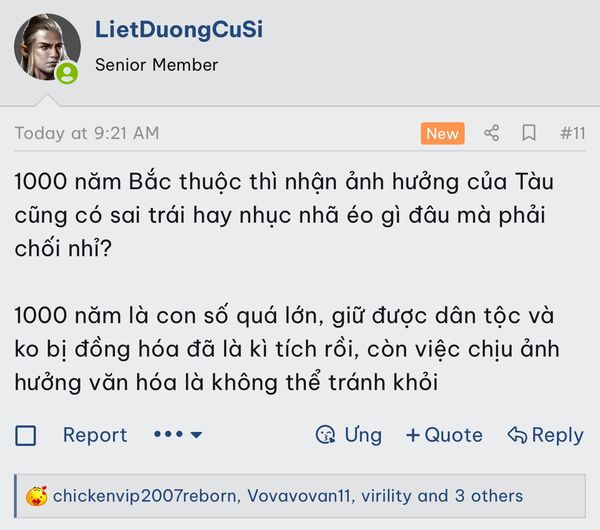 LietDuongCuSi
Senior Member
Today at 9:21 AM New #11
1000 năm Bắc thuộc thì nhận ảnh hưởng của Tàu
cũng có sai trái hay nhục nhã éo gì đâu mà phải
chối nhỉ?
1000 năm là con số quá lớn, giữ được dân tộc và
ko bị đồng hóa đã là kì tích rồi, còn việc chịu ảnh
hưởng văn hóa là không thể tránh khỏi
Report Ưng +Quote Reply
chickenvip2007reborn, Vovavovan11, virility and 3 others